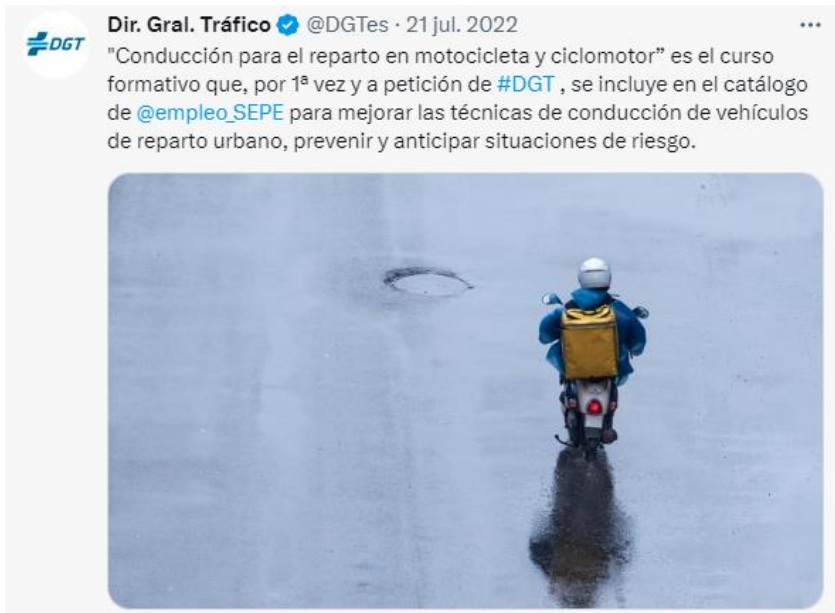 DGT
Dir. Gral. Tráfico @DGTes · 21 jul. 2022
"Conducción para el reparto en motocicleta y ciclomotor” es el curso
formativo que, por 1ª vez y a petición de #DGT , se incluye en el catálogo
de @empleo_SEPE para mejorar las técnicas de conducción de vehículos
de reparto urbano, prevenir y anticipar situaciones de riesgo.